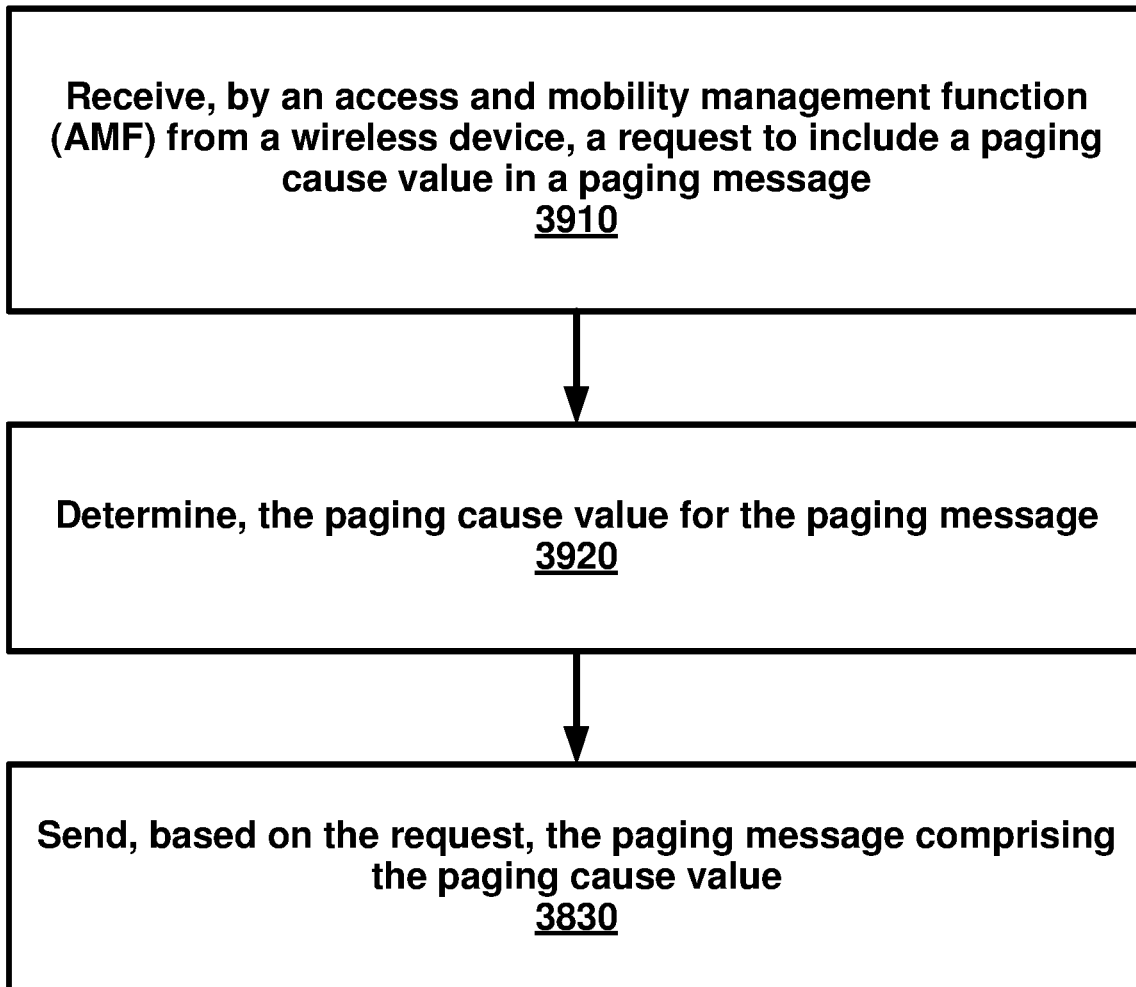 Receive, by an access and mobility management function
(AMF) from a wireless device, a request to include a paging
cause value in a paging message
3910
Determine, the paging cause value for the paging message
3920
Send, based on the request, the paging message comprising
the paging cause value
3830